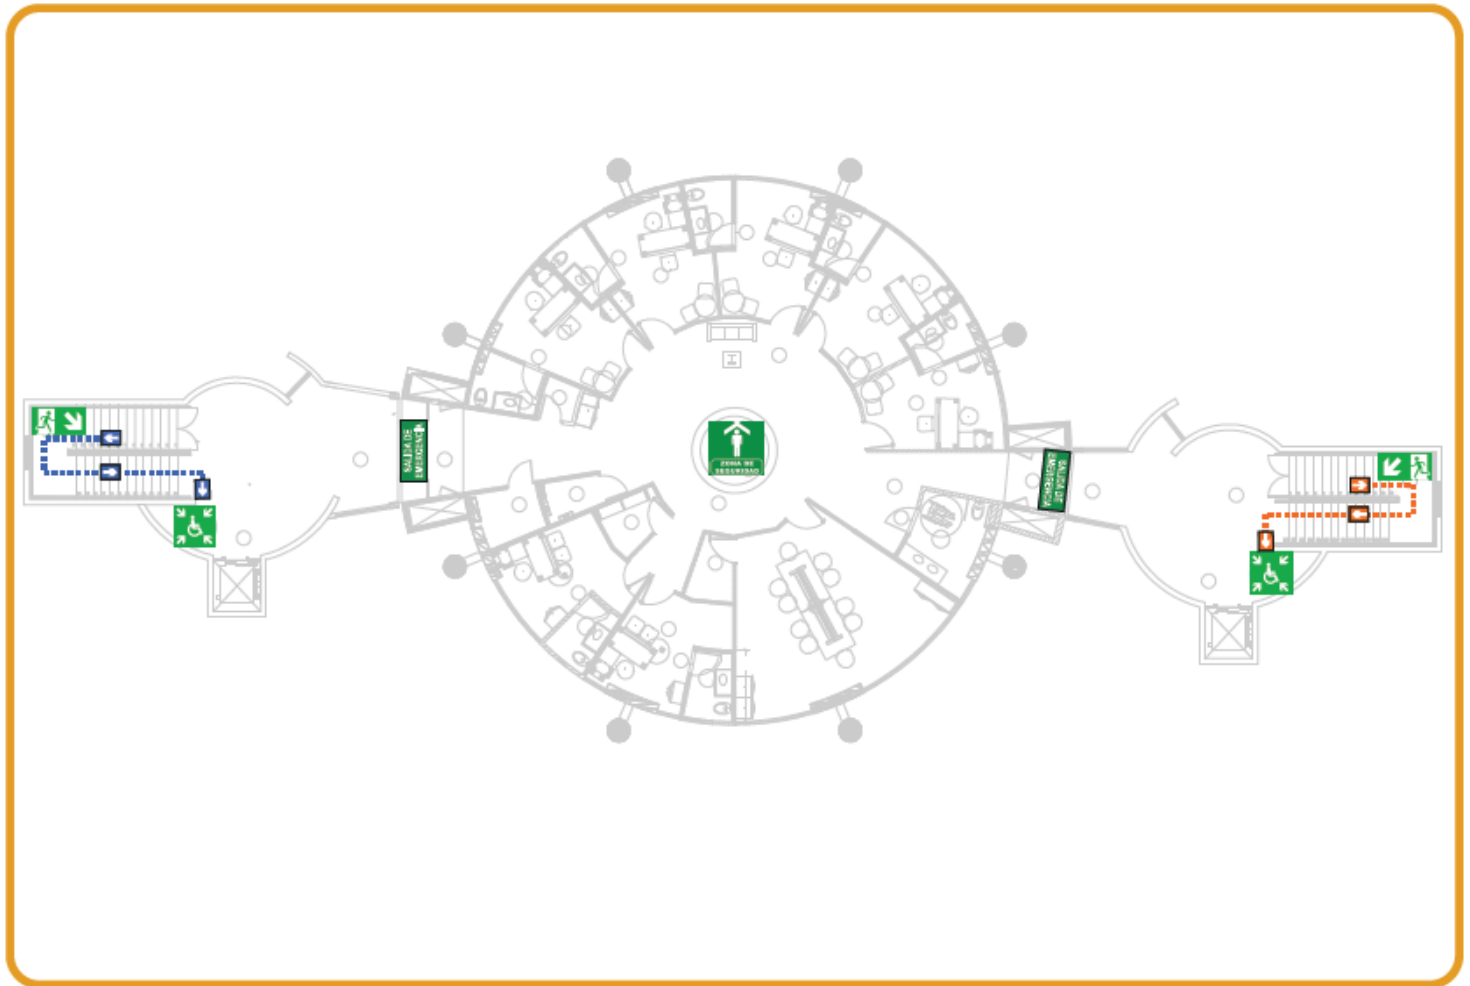 SALIDA DE
EMERGENCIA
ZONA DE
SEGURIDAD
SALIDA DE
EMERGENCIA